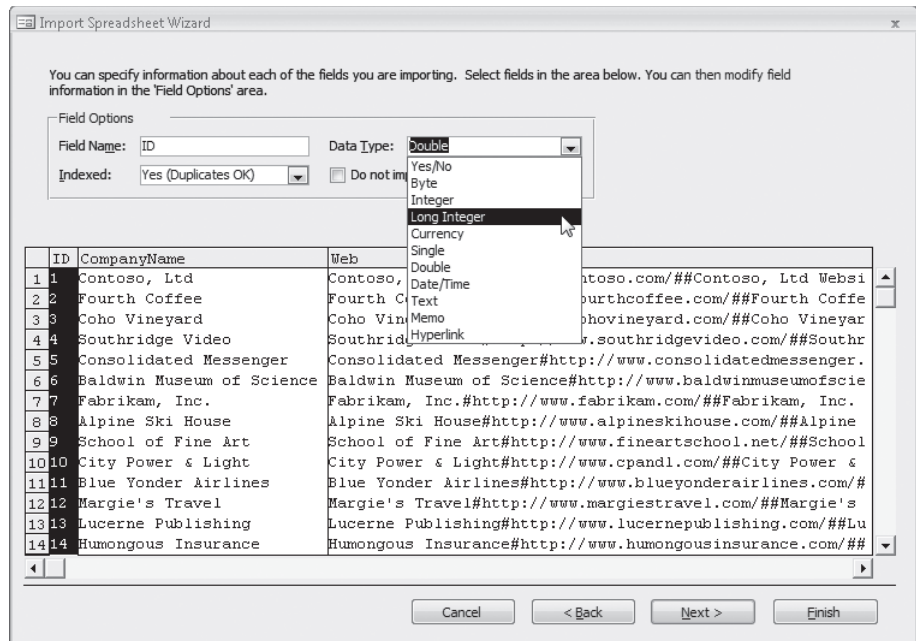 Import Spreadsheet Wizard x
You can specify information about each of the fields you are importing. Select fields in the area below. You can then modify field
information in the 'Field Options' area.
Field Options
Field Name: ID Data Type: Double
Indexed: Yes (Duplicates OK) Do not im
Yes/No
Byte
Integer
Long Integer
Currency
Single
Double
Date/Time
Text
Memo
Hyperlink
ID CompanyName Web
1 1 Contoso, Ltd Contoso, ntoso.com/##Contoso, Ltd Websi
2 2 Fourth Coffee Fourth C ourthcoffee.com/##Fourth Coffe
3 3 Coho Vineyard Coho Vin ohovineyard.com/##Coho Vineyar
4 4 Southridge Video Southrid .southridgevideo.com/##Southr
5 5 Consolidated Messenger Consolidated Messenger#http://www.consolidatedmessenger.
6 6 Baldwin Museum of Science Baldwin Museum of Science#http://www.baldwinmuseumofscie
7 7 Fabrikam, Inc. Fabrikam, Inc.#http://www.fabrikam.com/##Fabrikam, Inc.
8 8 Alpine Ski House Alpine Ski House#http://www.alpineskihouse.com/##Alpine
9 9 School of Fine Art School of Fine Art#http://www.fineartschool.net/##School
10 10 City Power & Light City Power & Light#http://www.cpandl.com/##City Power &
11 11 Blue Yonder Airlines Blue Yonder Airlines#http://www.blueyonderairlines.com/#
12 12 Margie's Travel Margie's Travel#http://www.margiestravel.com/##Margie's
13 13 Lucerne Publishing Lucerne Publishing#http://www.lucernepublishing.com/##Lu
14 14 Humongous Insurance Humongous Insurance#http://www.humongousinsurance.com/##
Cancel < Back Next > Finish